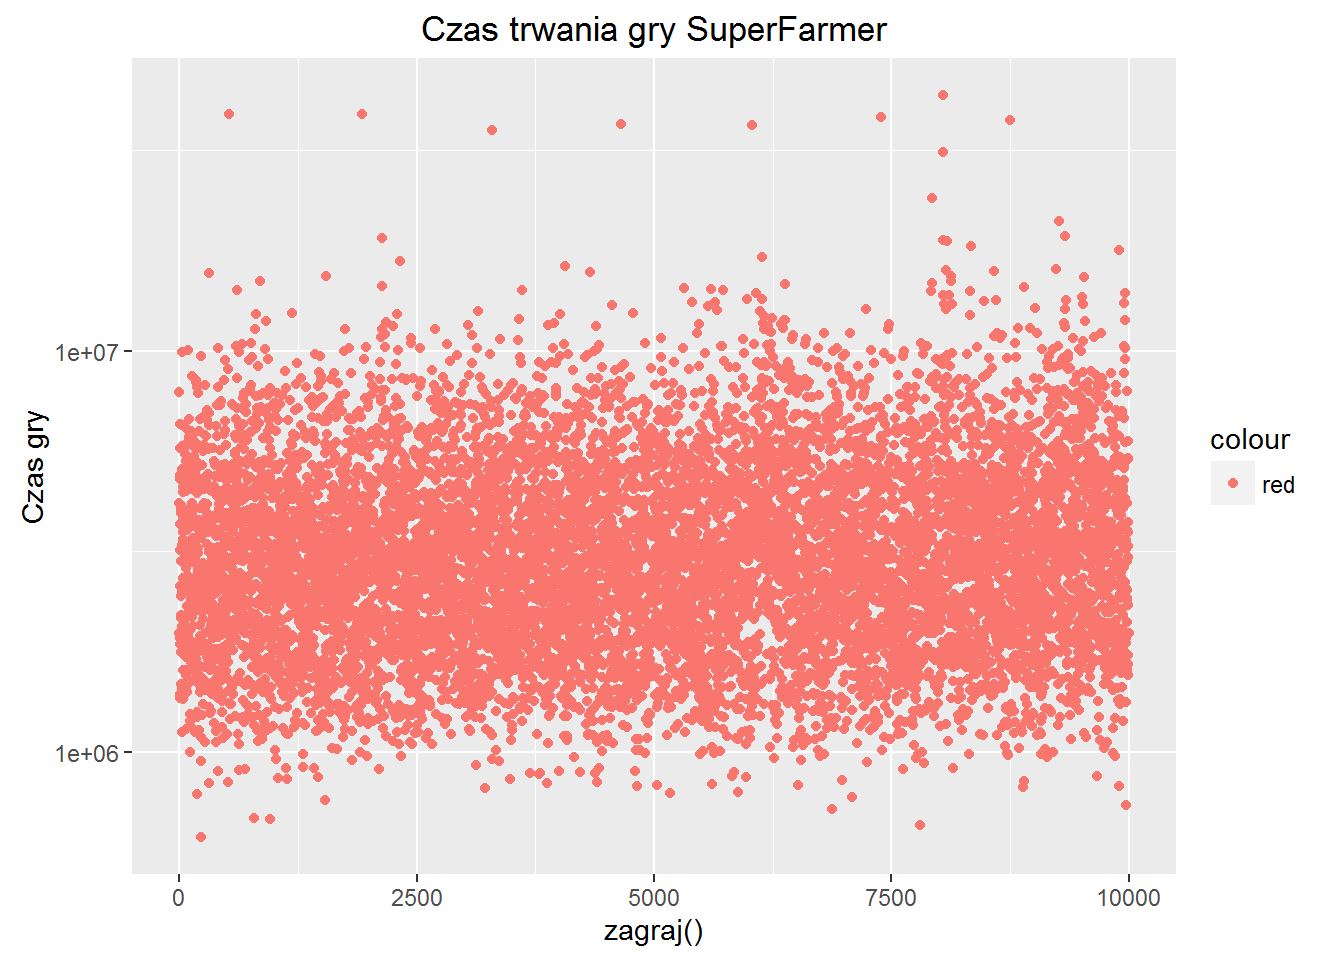 Czas trwania gry SuperFarmer
Czas gry
1e+07
1e+06
0
2500
5000
7500
10000
zagraj()
colour
red